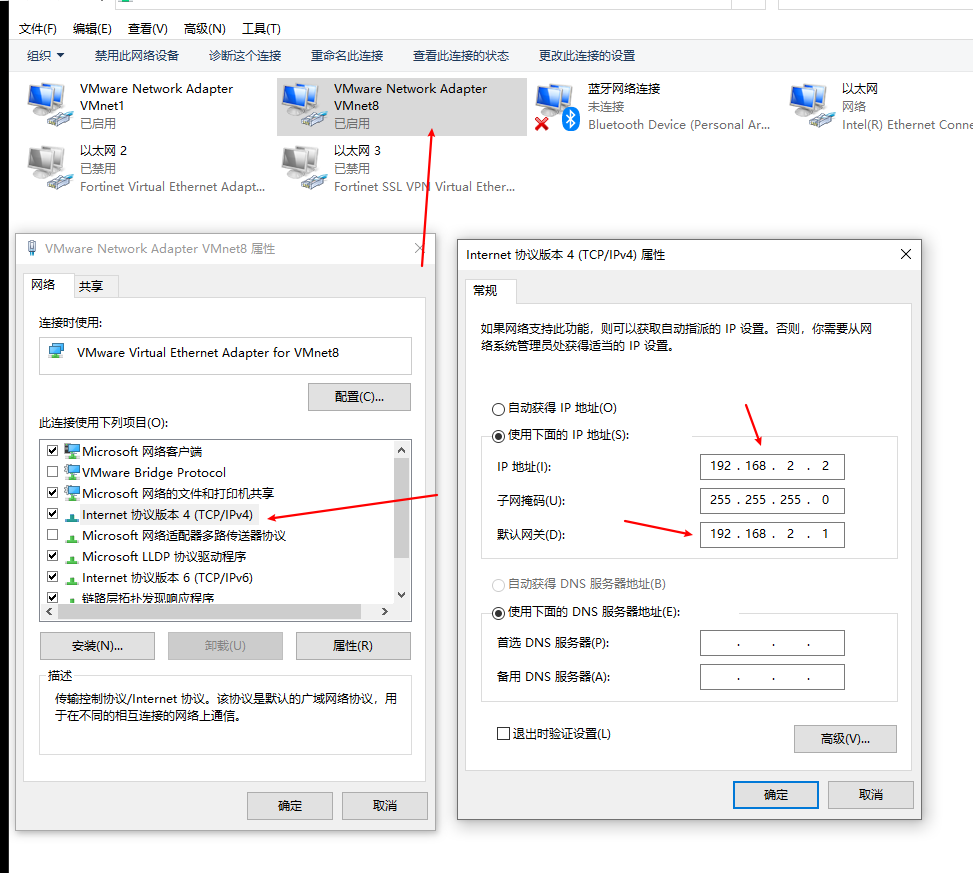 文件(F) 编辑(E) 查看(V) 高级(N) 工具(T)
组织 禁用此网络设备 诊断这个连接 重命名此连接 查看此连接的状态 更改此连接的设置
VMware Network Adapter
VMnet1
已启用
VMware Network Adapter
VMnet8
已启用
蓝牙网络连接
未连接
Bluetooth Device (Personal Ar...
以太网
网络
Intel(R) Ethernet Conne
以太网 2
已禁用
Fortinet Virtual Ethernet Adapt...
以太网 3
已禁用
Fortinet SSL VPN Virtual Ether...
VMware Network Adapter VMnet8 属性
网络 共享
连接时使用:
VMware Virtual Ethernet Adapter for VMnet8
配置(C)...
此连接使用下列项目(O):
Microsoft 网络客户端
VMware Bridge Protocol
Microsoft 网络的文件和打印机共享
Internet 协议版本 4 (TCP/IPv4)
Microsoft 网络适配器多路传送器协议
Microsoft LLDP 协议驱动程序
Internet 协议版本 6 (TCP/IPv6)
链路层拓扑发现响应程序
安装(N)... 卸载(U) 属性(R)
描述
传输控制协议/Internet 协议。该协议是默认的广域网络协议，用
于在不同的相互连接的网络上通信。
确定 取消
Internet 协议版本 4 (TCP/IPv4) 属性
常规
如果网络支持此功能，则可以获取自动指派的 IP 设置。否则，你需要从网
络系统管理员处获得适当的 IP 设置。
自动获得 IP 地址(O)
使用下面的 IP 地址(S):
IP 地址(I): 192 . 168 . 2 . 2
子网掩码(U): 255 . 255 . 255 . 0
默认网关(D): 192 . 168 . 2 . 1
自动获得 DNS 服务器地址(B)
使用下面的 DNS 服务器地址(E):
首选 DNS 服务器(P): . . .
备用 DNS 服务器(A): . . .
退出时验证设置(L)
高级(V)...
确定 取消